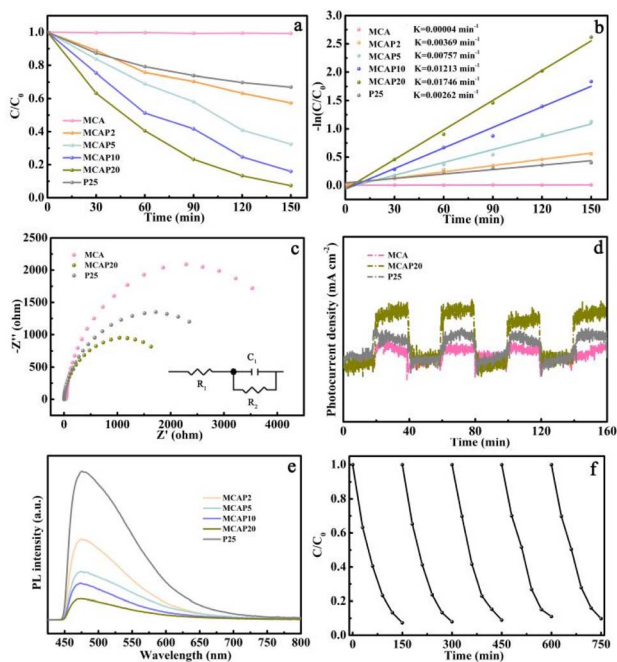 a
C/C₀
1.0
0.8
0.6
0.4
0.2
0.0
MCA
MCAP2
MCAP5
MCAP10
MCAP20
P25
0 30 60 90 120 150
Time (min)
b
-ln(C/C₀)
3.0
2.5
2.0
1.5
1.0
0.5
0.0
MCA K=0.00004 min⁻¹
MCAP2 K=0.00369 min⁻¹
MCAP5 K=0.00757 min⁻¹
MCAP10 K=0.01213 min⁻¹
MCAP20 K=0.01746 min⁻¹
P25 K=0.00262 min⁻¹
0 30 60 90 120 150
Time (min)
c
-Z'' (ohm)
2500
2000
1500
1000
500
0
MCA
MCAP20
P25
R₁
C₁
R₂
0 1000 2000 3000 4000
Z' (ohm)
d
Photocurrent density (mA cm⁻²)
MCA
MCAP20
P25
0 40 80 120 160
Time (min)
e
PL intensity (a.u.)
MCAP2
MCAP5
MCAP10
MCAP20
P25
450 500 550 600 650 700 750 800
Wavelength (nm)
f
C/C₀
1.0
0.8
0.6
0.4
0.2
0.0
0 150 300 450 600 750
Time (min)